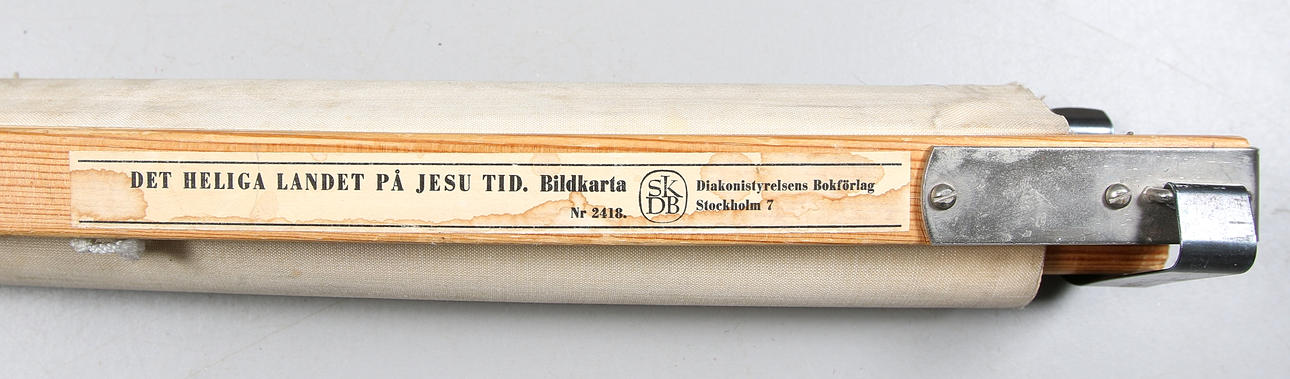 DET HELIGA LANDET PÅ JESU TID. Bildkarta
Nr 2418.
SK
DB
Diakonistyrelsens Bokförlag
Stockholm 7